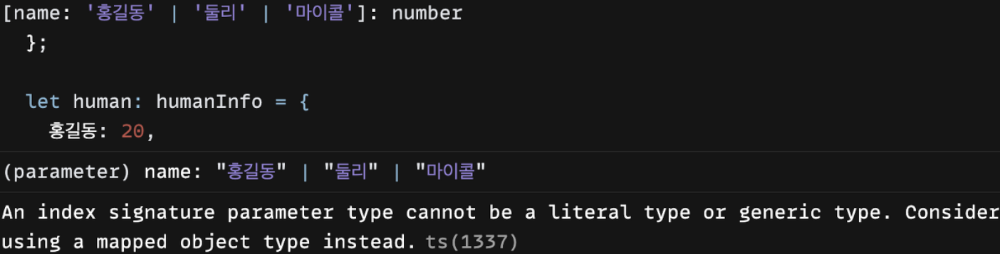 [name: '홍길동' | '둘리' | '마이콜']: number
};
let human: humanInfo = {
홍길동: 20,
(parameter) name: "홍길동" | "둘리" | "마이콜"
An index signature parameter type cannot be a literal type or generic type. Consider
using a mapped object type instead. ts(1337)